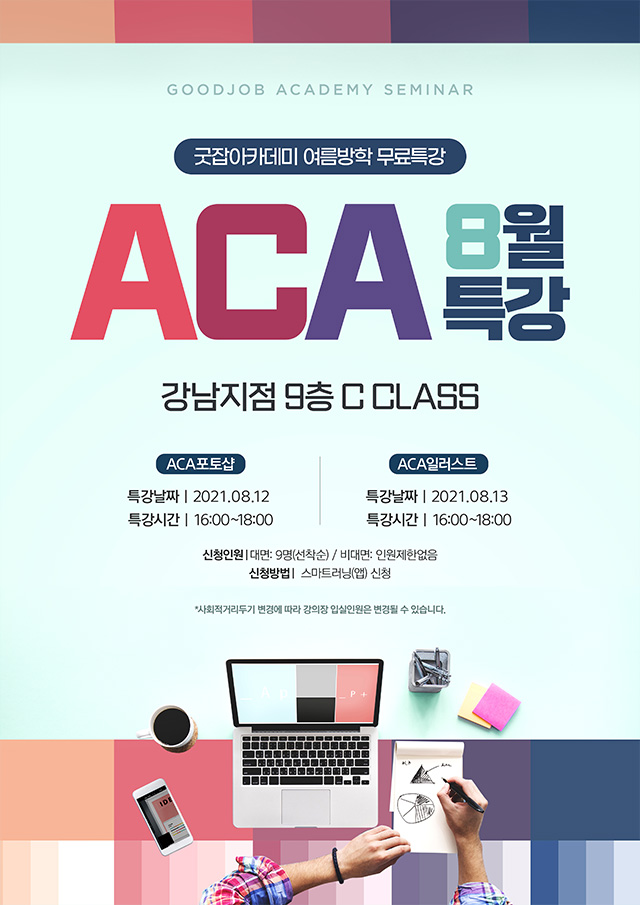 GOODJOB ACADEMY SEMINAR
굿잡아카데미 여름방학 무료특강
ACA 8월 특강
강남지점 9층 C CLASS
ACA포토샵
특강날짜 | 2021.08.12
특강시간 | 16:00~18:00
ACA일러스트
특강날짜 | 2021.08.13
특강시간 | 16:00~18:00
신청인원 | 대면: 9명(선착순) / 비대면: 인원제한없음
신청방법 | 스마트러닝(앱) 신청
*사회적거리두기 변경에 따라 강의장 입실인원은 변경될 수 있습니다.
IDE